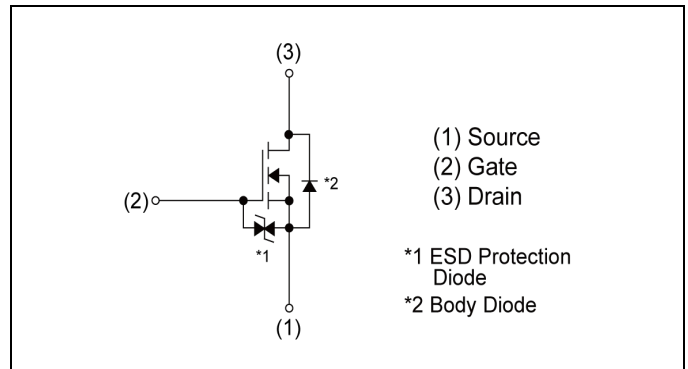 (3)
(1) Source
(2) Gate
(3) Drain
*2
(2)
*1
*1 ESD Protection
Diode
*2 Body Diode
(1)